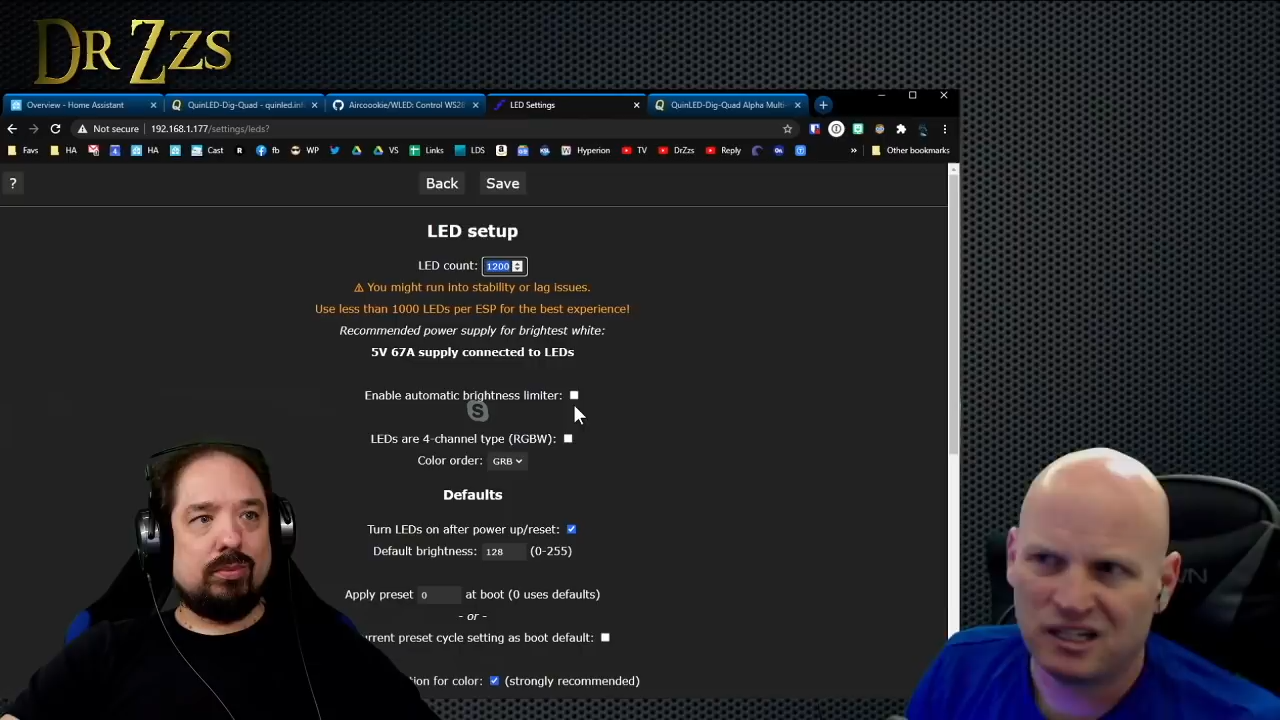 DR ZZS
Overview - Home Assistant
QuinLED-Dig-Quad - quinled.inf
Aircoookie/WLED: Control WS28
LED Settings
QuinLED-Dig-Quad Alpha Multi
Not secure
192.168.1.177/settings/leds?
Favs
HA
HA
Cast
fb
WP
VS
Links
LDS
Hyperion
TV
DrZzs
Reply
Other bookmarks
?
Back
Save
LED setup
LED count: 1200
⚠ You might run into stability or lag issues.
Use less than 1000 LEDs per ESP for the best experience!
Recommended power supply for brightest white:
5V 67A supply connected to LEDs
Enable automatic brightness limiter:
LEDs are 4-channel type (RGBW):
Color order: GRB
Defaults
Turn LEDs on after power up/reset:
Default brightness: 128 (0-255)
Apply preset 0 at boot (0 uses defaults)
- or -
urrent preset cycle setting as boot default:
tion for color: (strongly recommended)